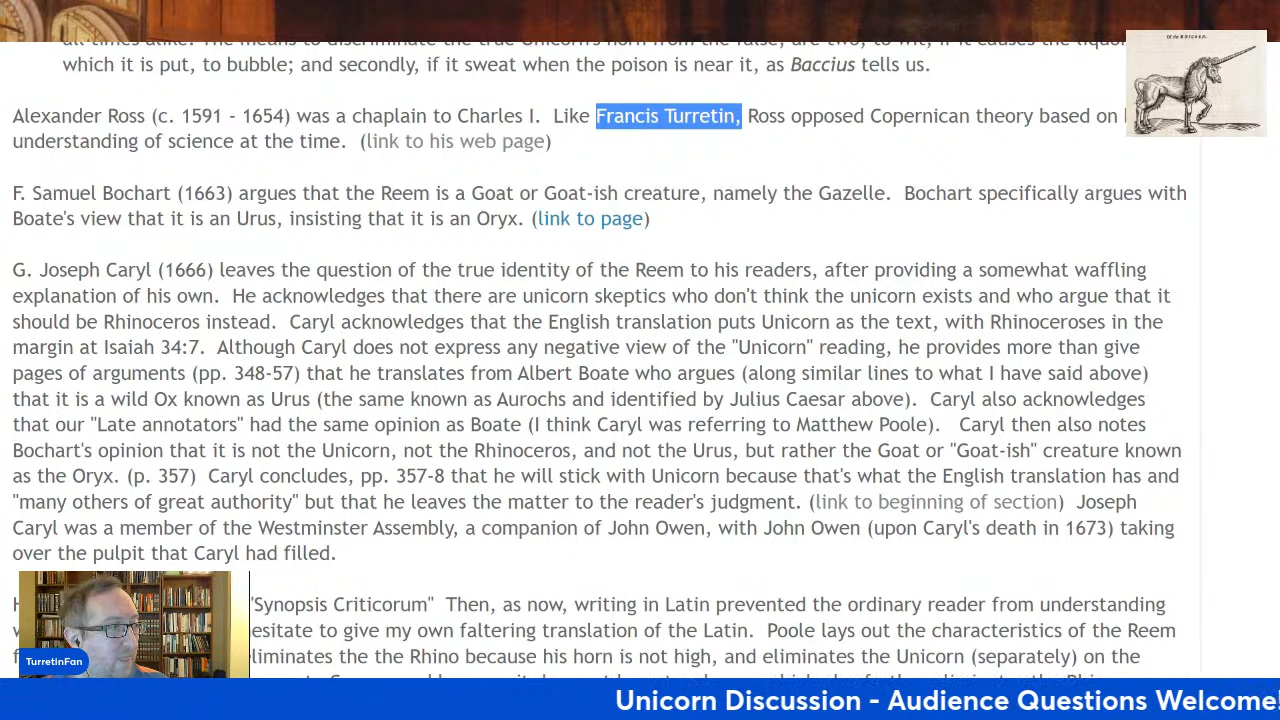 Of the UNICORN.
which it is put, to bubble; and secondly, if it sweat when the poison is near it, as Baccius tells us.
Alexander Ross (c. 1591 - 1654) was a chaplain to Charles I.  Like Francis Turretin, Ross opposed Copernican theory based on
understanding of science at the time.  (link to his web page)
F. Samuel Bochart (1663) argues that the Reem is a Goat or Goat-ish creature, namely the Gazelle.  Bochart specifically argues with
Boate's view that it is an Urus, insisting that it is an Oryx. (link to page)
G. Joseph Caryl (1666) leaves the question of the true identity of the Reem to his readers, after providing a somewhat waffling
explanation of his own.  He acknowledges that there are unicorn skeptics who don't think the unicorn exists and who argue that it
should be Rhinoceros instead.  Caryl acknowledges that the English translation puts Unicorn as the text, with Rhinoceroses in the
margin at Isaiah 34:7.  Although Caryl does not express any negative view of the "Unicorn" reading, he provides more than give
pages of arguments (pp. 348-57) that he translates from Albert Boate who argues (along similar lines to what I have said above)
that it is a wild Ox known as Urus (the same known as Aurochs and identified by Julius Caesar above).  Caryl also acknowledges
that our "Late annotators" had the same opinion as Boate (I think Caryl was referring to Matthew Poole).  Caryl then also notes
Bochart's opinion that it is not the Unicorn, not the Rhinoceros, and not the Urus, but rather the Goat or "Goat-ish" creature known
as the Oryx. (p. 357)  Caryl concludes, pp. 357-8 that he will stick with Unicorn because that's what the English translation has and
"many others of great authority" but that he leaves the matter to the reader's judgment. (link to beginning of section)  Joseph
Caryl was a member of the Westminster Assembly, a companion of John Owen, with John Owen (upon Caryl's death in 1673) taking
over the pulpit that Caryl had filled.
"Synopsis Criticorum"  Then, as now, writing in Latin prevented the ordinary reader from understanding
to give my own faltering translation of the Latin.  Poole lays out the characteristics of the Reem
the the Rhino because his horn is not high, and eliminates the Unicorn (separately) on the
TurretinFan
Unicorn Discussion - Audience Questions Welcome!